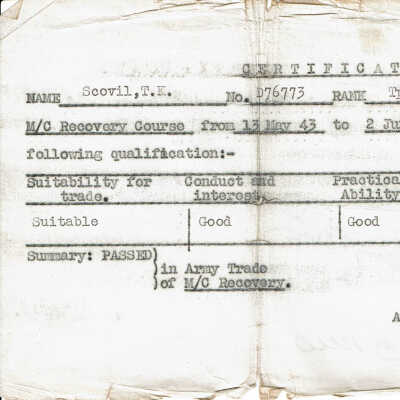 CERTIFICAT
NAME Scovil, T.K. No. D76773 RANK T
M/C Recovery Course from 13 May 43 to 2 Ju
following qualification:-
Suitability for Conduct and Practica
trade. interest. Ability
Suitable Good Good
Summary: PASSED)
)in Army Trade
)of M/C Recovery.
A